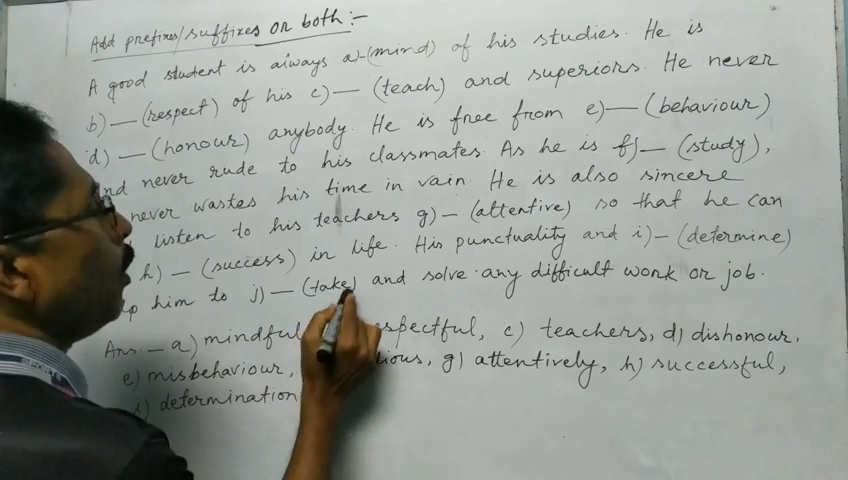 Add prefixes/suffixes or both:-
A good student is always a)-(mind) of his studies. He is
b) — (respect) of his c) — (teach) and superiors. He never
d) — (honour) anybody. He is free from e) — (behaviour)
never rude to his classmates. As he is f) — (study),
never wastes his time in vain. He is also sincere
listen to his teachers g) - (attentive) so that he can
h) — (success) in life. His punctuality and i) - (determine)
him to j) — (take) and solve any difficult work or job.
Ans - a) mindful c) teachers, d) dishonour,
e) misbehaviour, g) attentively, h) successful,
i) determination